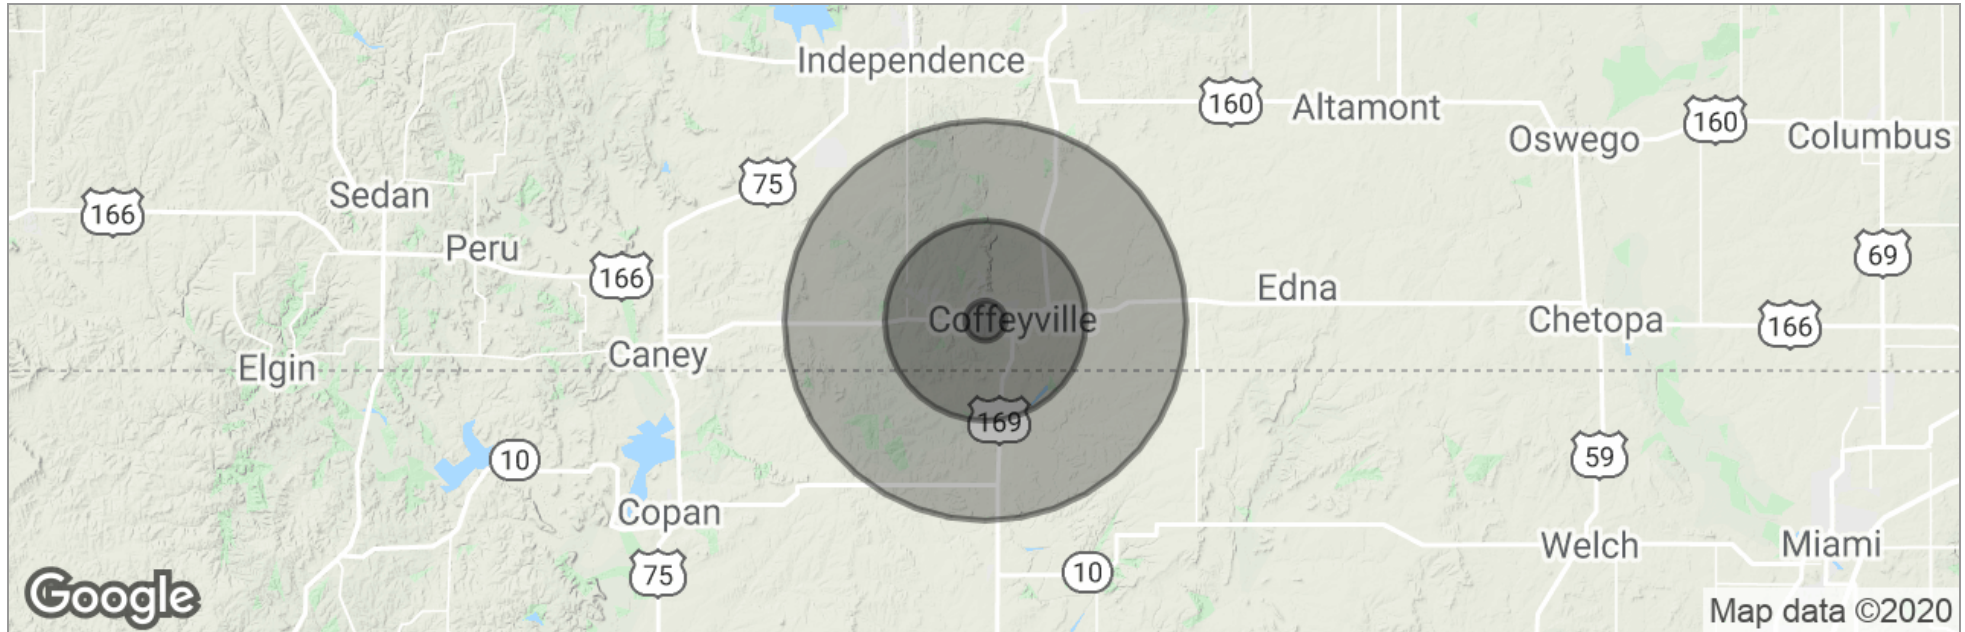 Independence
160
Altamont
160
Oswego
Columbus
75
Sedan
166
Peru
166
69
Edna
Coffeyville
Chetopa
166
Caney
Elgin
169
10
59
Copan
Welch
Miami
75
10
Google
Map data ©2020